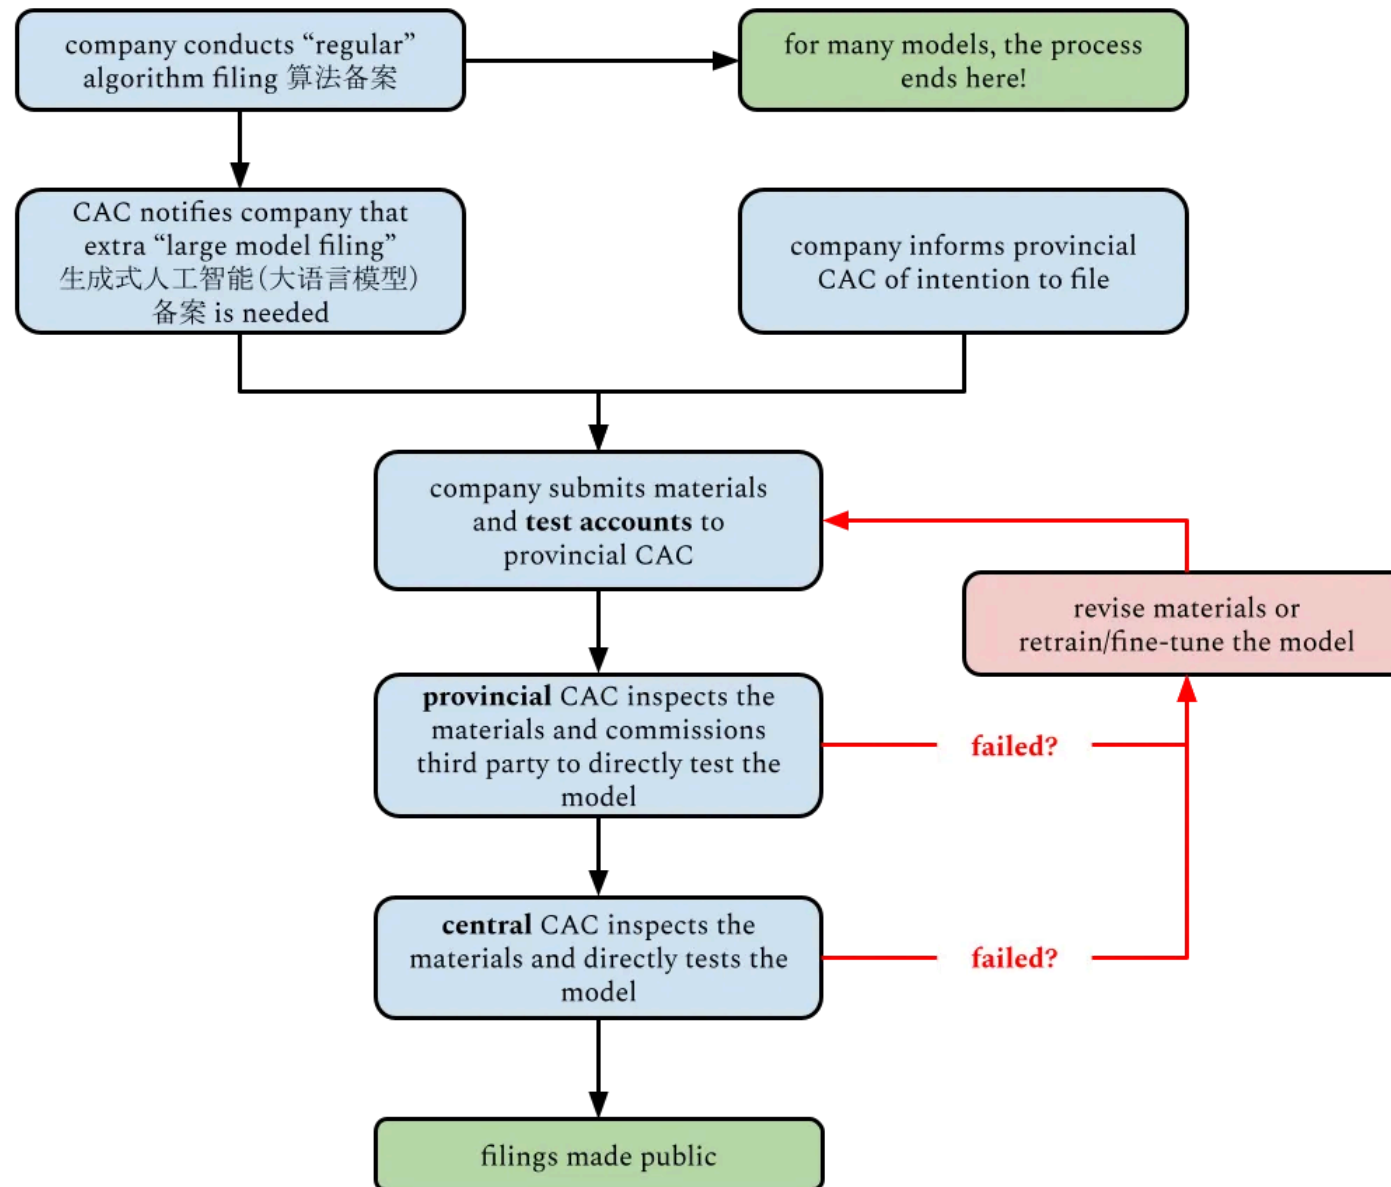 company conducts “regular”
algorithm filing 算法备案
for many models, the process
ends here!
CAC notifies company that
extra “large model filing”
生成式人工智能(大语言模型)
备案 is needed
company informs provincial
CAC of intention to file
company submits materials
and test accounts to
provincial CAC
revise materials or
retrain/fine-tune the model
provincial CAC inspects the
materials and commissions
third party to directly test the
model
failed?
central CAC inspects the
materials and directly tests the
model
failed?
filings made public